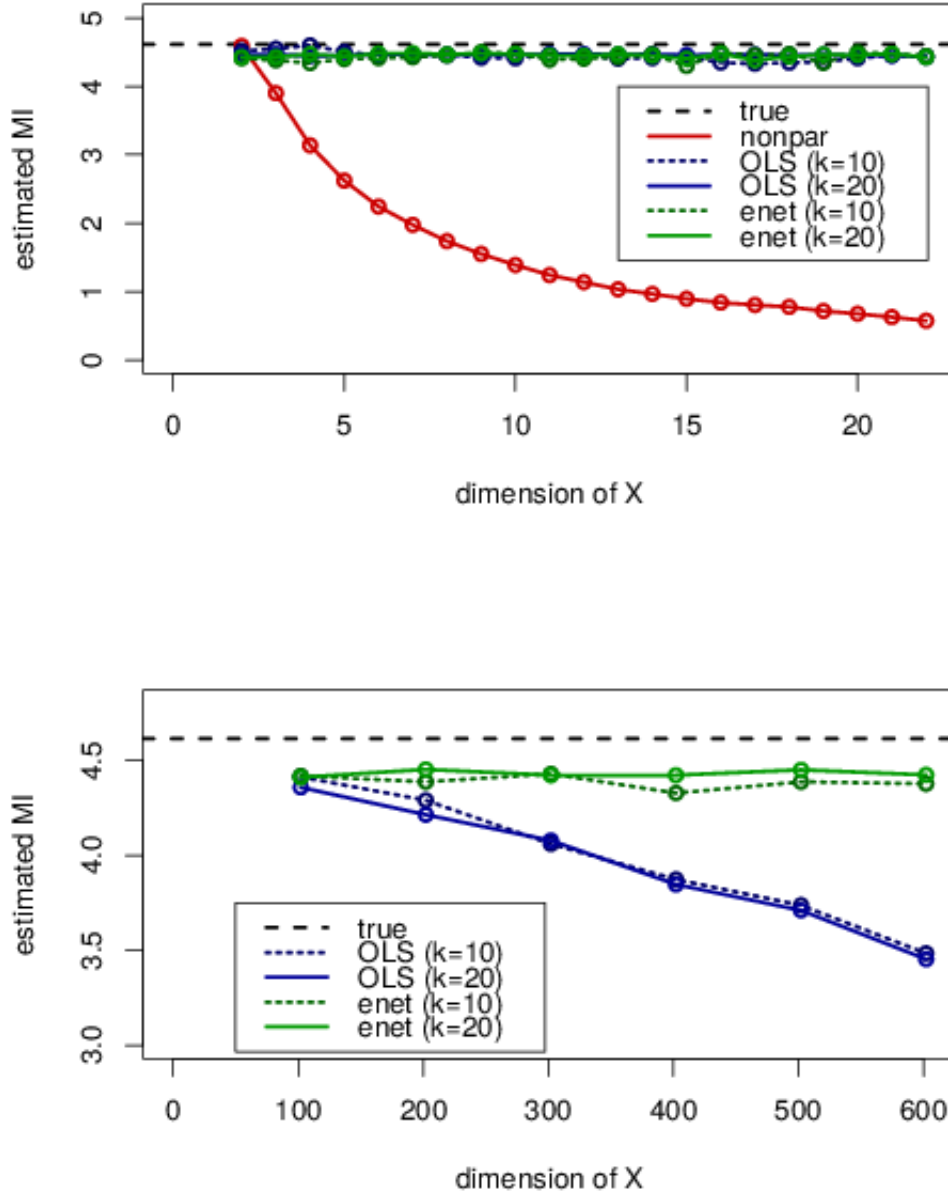 estimated MI
5
4
3
2
1
0
true
nonpar
OLS (k=10)
OLS (k=20)
enet (k=10)
enet (k=20)
0 5 10 15 20
dimension of X
estimated MI
4.5
4.0
3.5
3.0
true
OLS (k=10)
OLS (k=20)
enet (k=10)
enet (k=20)
0 100 200 300 400 500 600
dimension of X